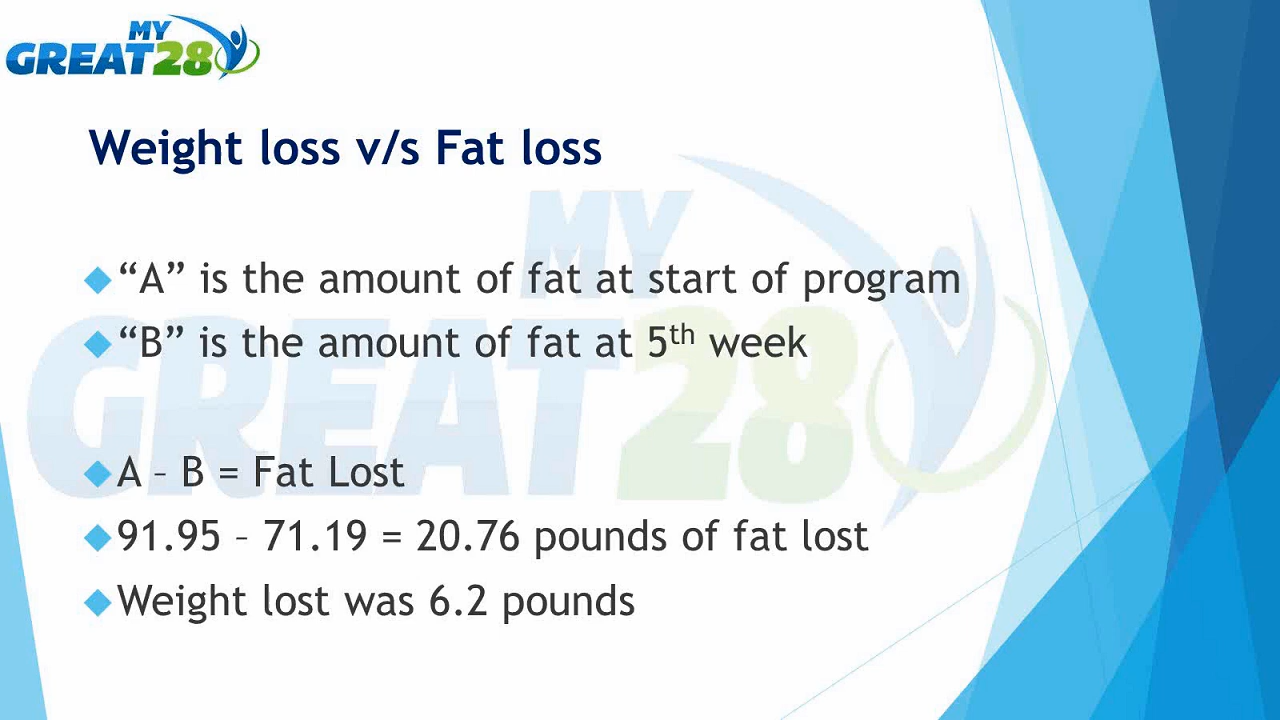 MY
GREAT28
Weight loss v/s Fat loss
MY
GREAT28
“A” is the amount of fat at start of program
“B” is the amount of fat at 5th week
A – B = Fat Lost
91.95 – 71.19 = 20.76 pounds of fat lost
Weight lost was 6.2 pounds